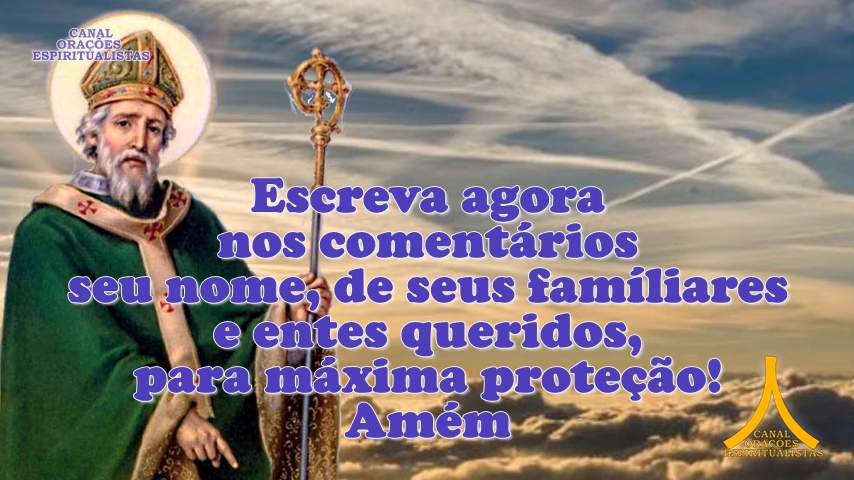 CANAL
ORAÇÕES
ESPIRITUALISTAS
Escreva agora
nos comentários
seu nome, de seus famíliares
e entes queridos,
para máxima proteção!
Amém
CANAL
ORAÇÕES
ESPIRITUALISTAS